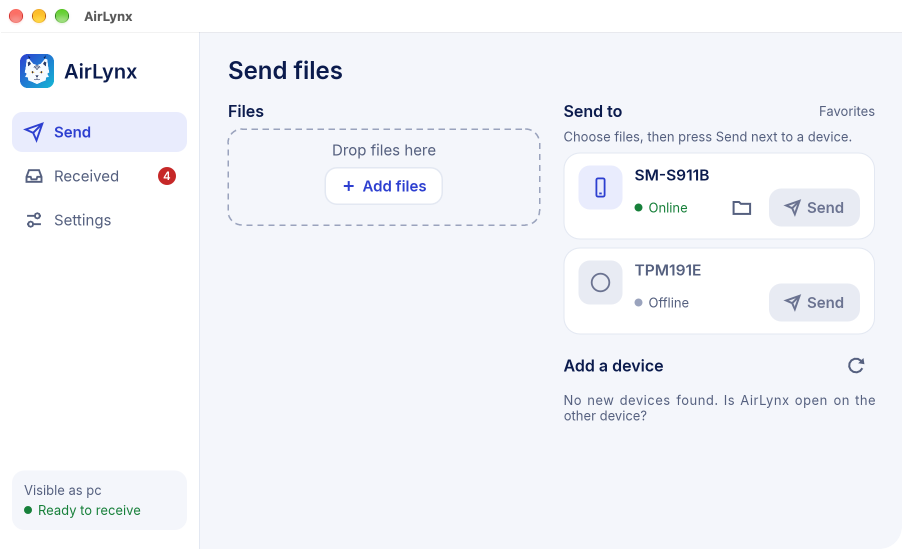 AirLynx
AirLynx
Send
Received
4
Settings
Visible as pc
Ready to receive
Send files
Files
Drop files here
+ Add files
Send to
Favorites
Choose files, then press Send next to a device.
SM-S911B
Online
Send
TPM191E
Offline
Send
Add a device
No new devices found. Is AirLynx open on the
other device?